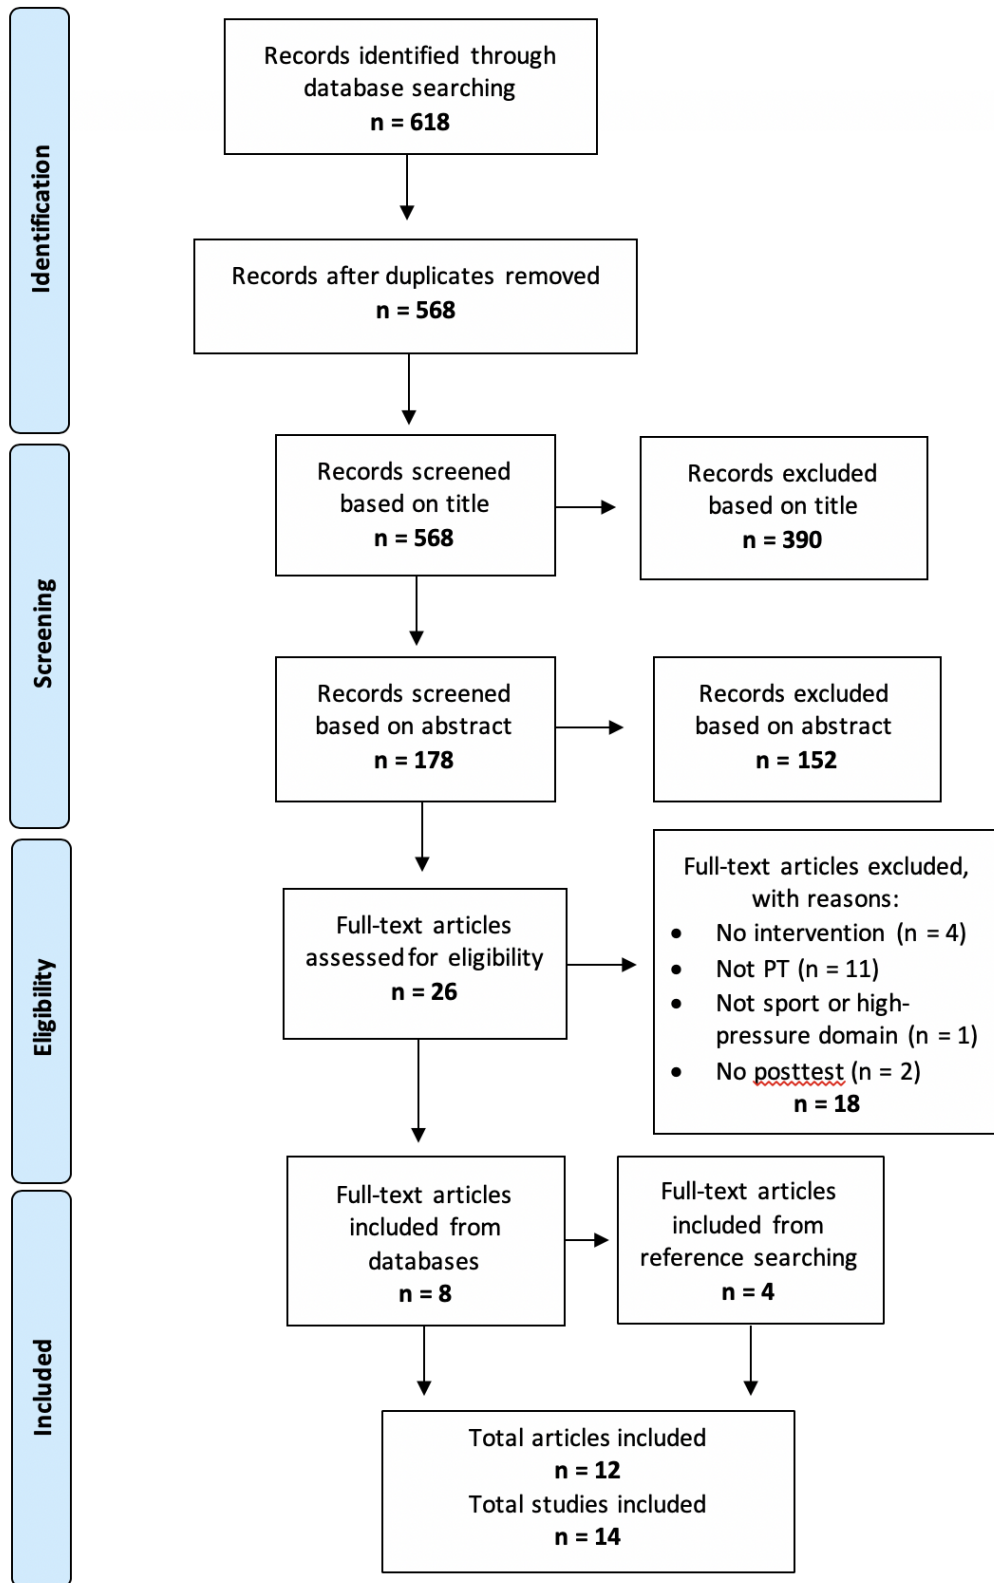 Identification
Records identified through
database searching
n = 618
Records after duplicates removed
n = 568
Screening
Records screened
based on title
n = 568
Records excluded
based on title
n = 390
Records screened
based on abstract
n = 178
Records excluded
based on abstract
n = 152
Eligibility
Full-text articles
assessed for eligibility
n = 26
Full-text articles excluded,
with reasons:
• No intervention (n = 4)
• Not PT (n = 11)
• Not sport or high-
pressure domain (n = 1)
• No posttest (n = 2)
n = 18
Included
Full-text articles
included from
databases
n = 8
Full-text articles
included from
reference searching
n = 4
Total articles included
n = 12
Total studies included
n = 14